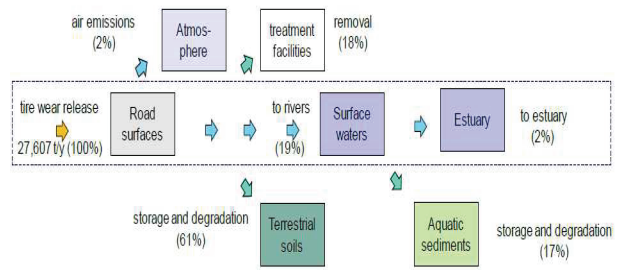 air emissions
(2%)
Atmos-
phere
treatment
facilities
removal
(18%)
tire wear release
27,607 t/y (100%)
Road
surfaces
to rivers
(19%)
Surface
waters
Estuary
to estuary
(2%)
storage and degradation
(61%)
Terrestrial
soils
Aquatic
sediments
storage and degradation
(17%)